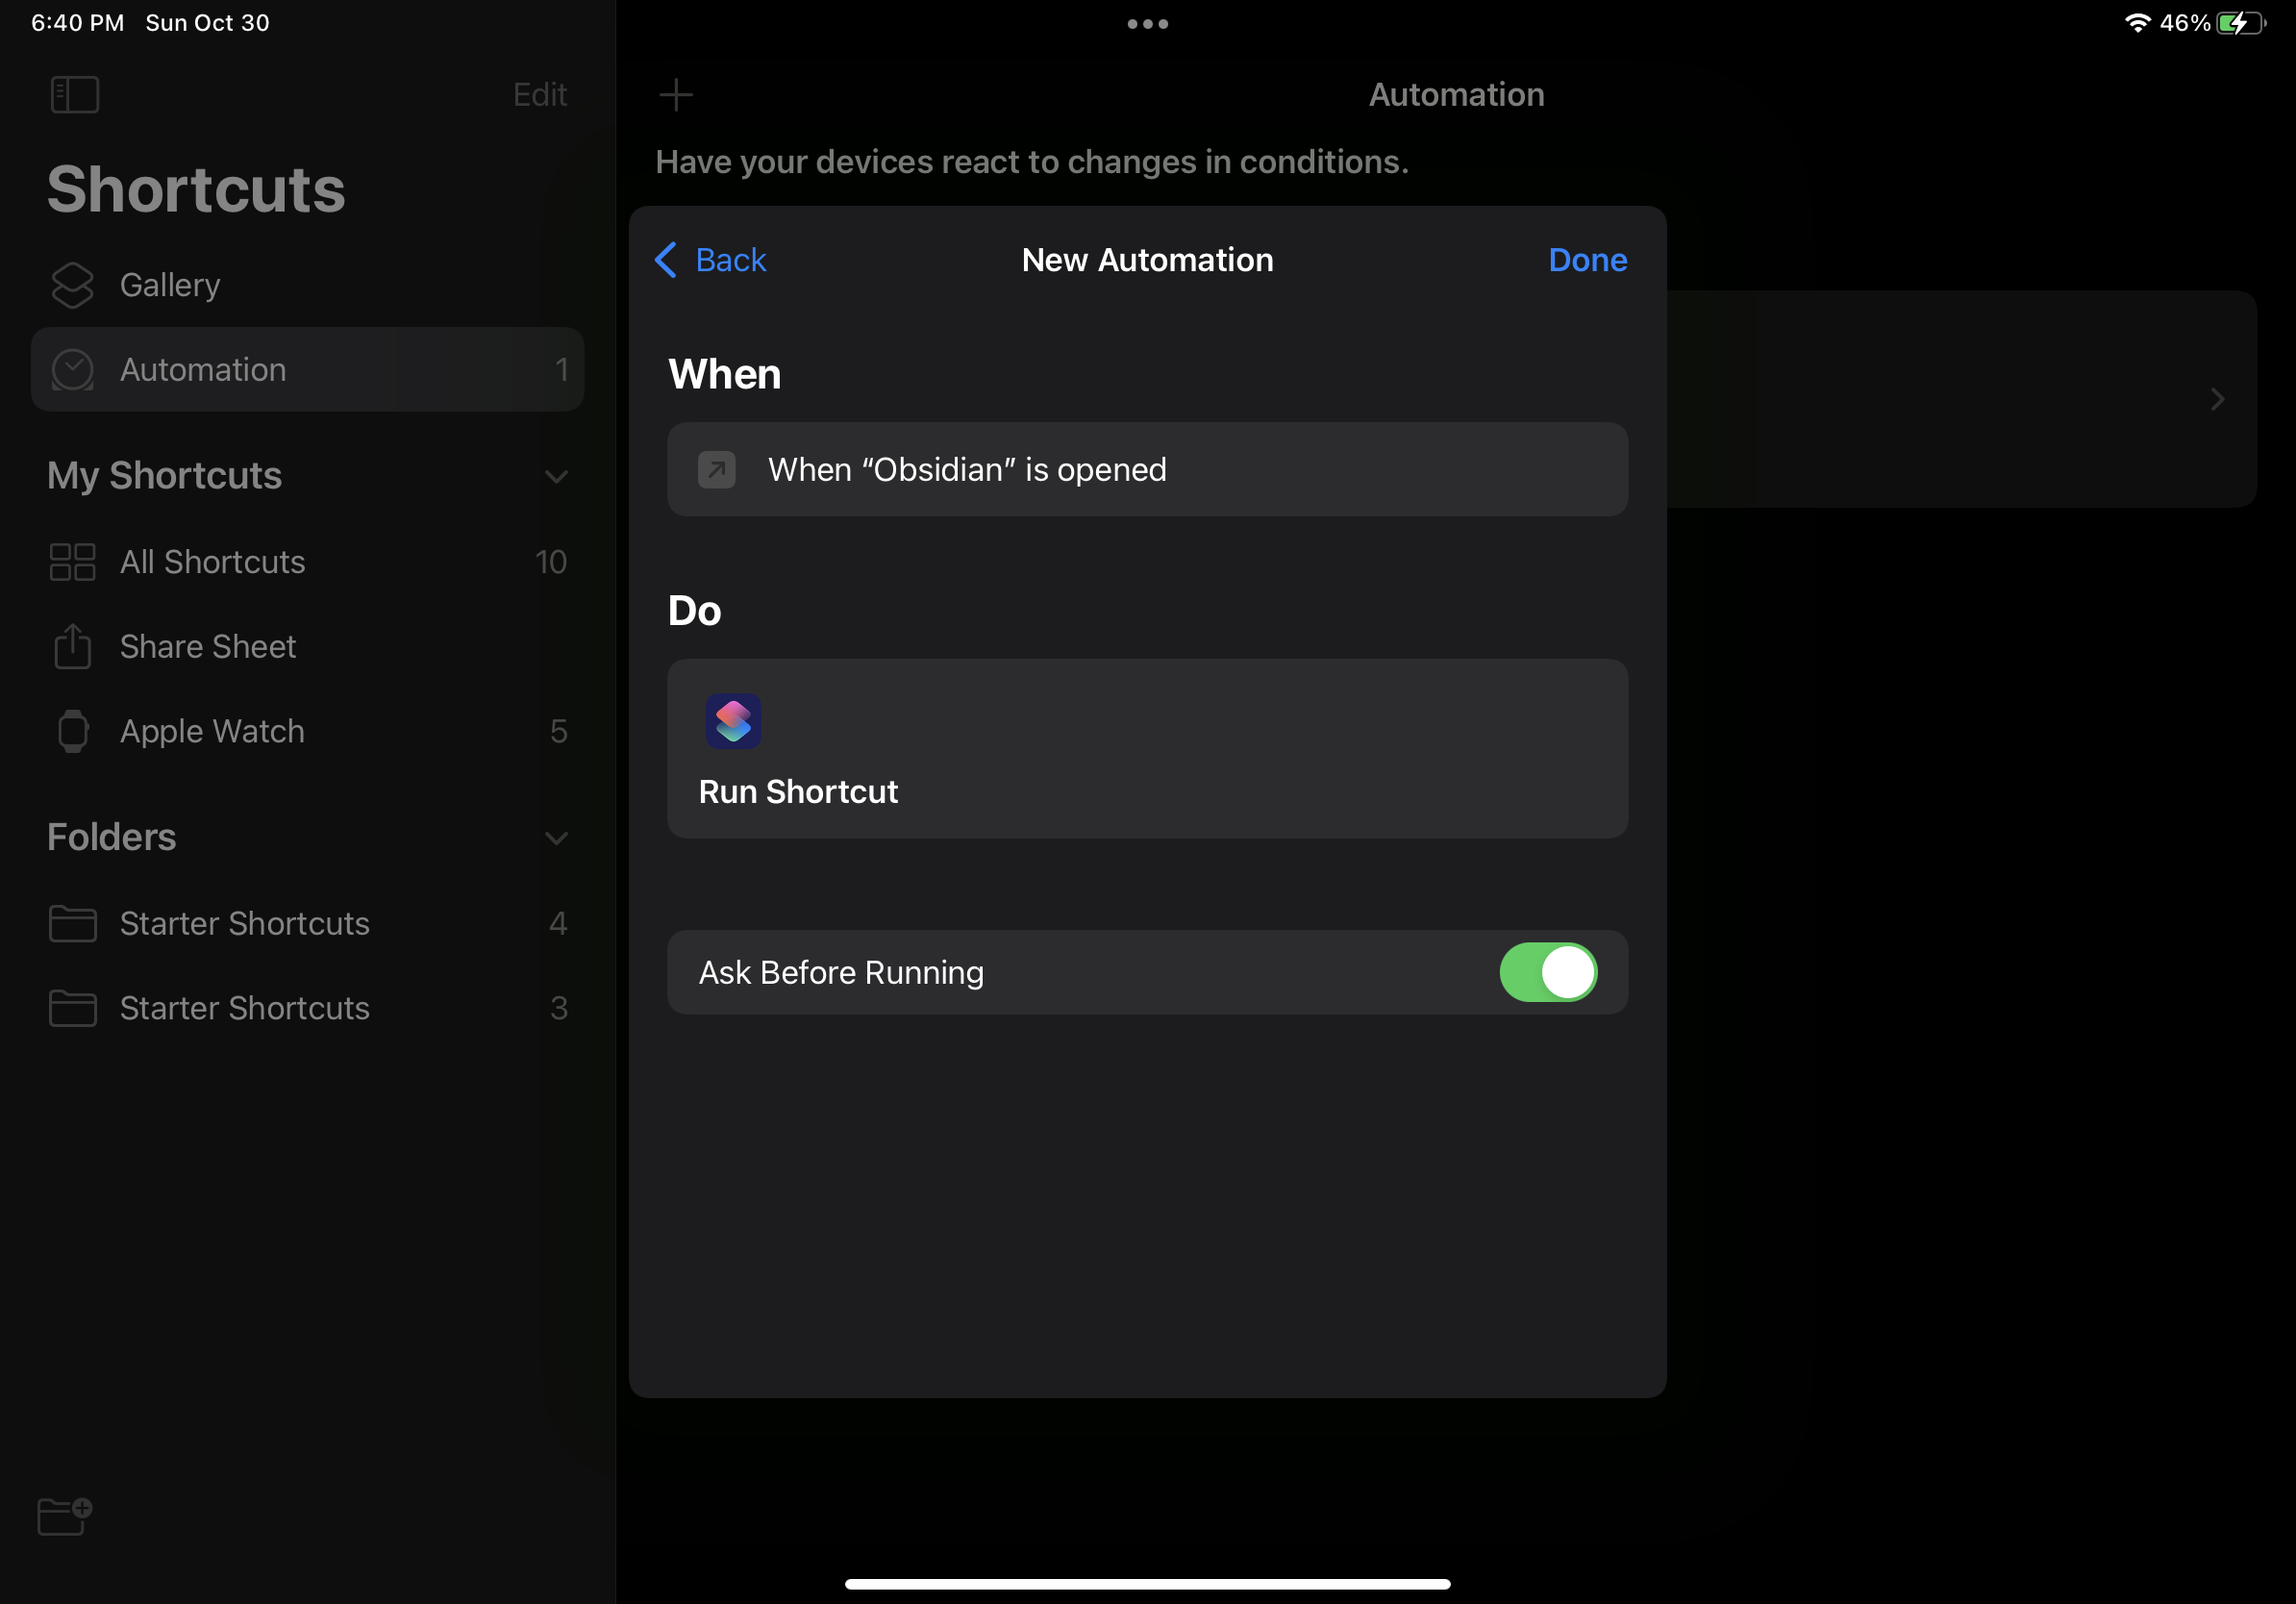 6:40 PM Sun Oct 30
46%
Edit
Shortcuts
Gallery
Automation 1
My Shortcuts
All Shortcuts 10
Share Sheet
Apple Watch 5
Folders
Starter Shortcuts 4
Starter Shortcuts 3
Automation
Have your devices react to changes in conditions.
Back New Automation Done
When
When “Obsidian” is opened
Do
Run Shortcut
Ask Before Running